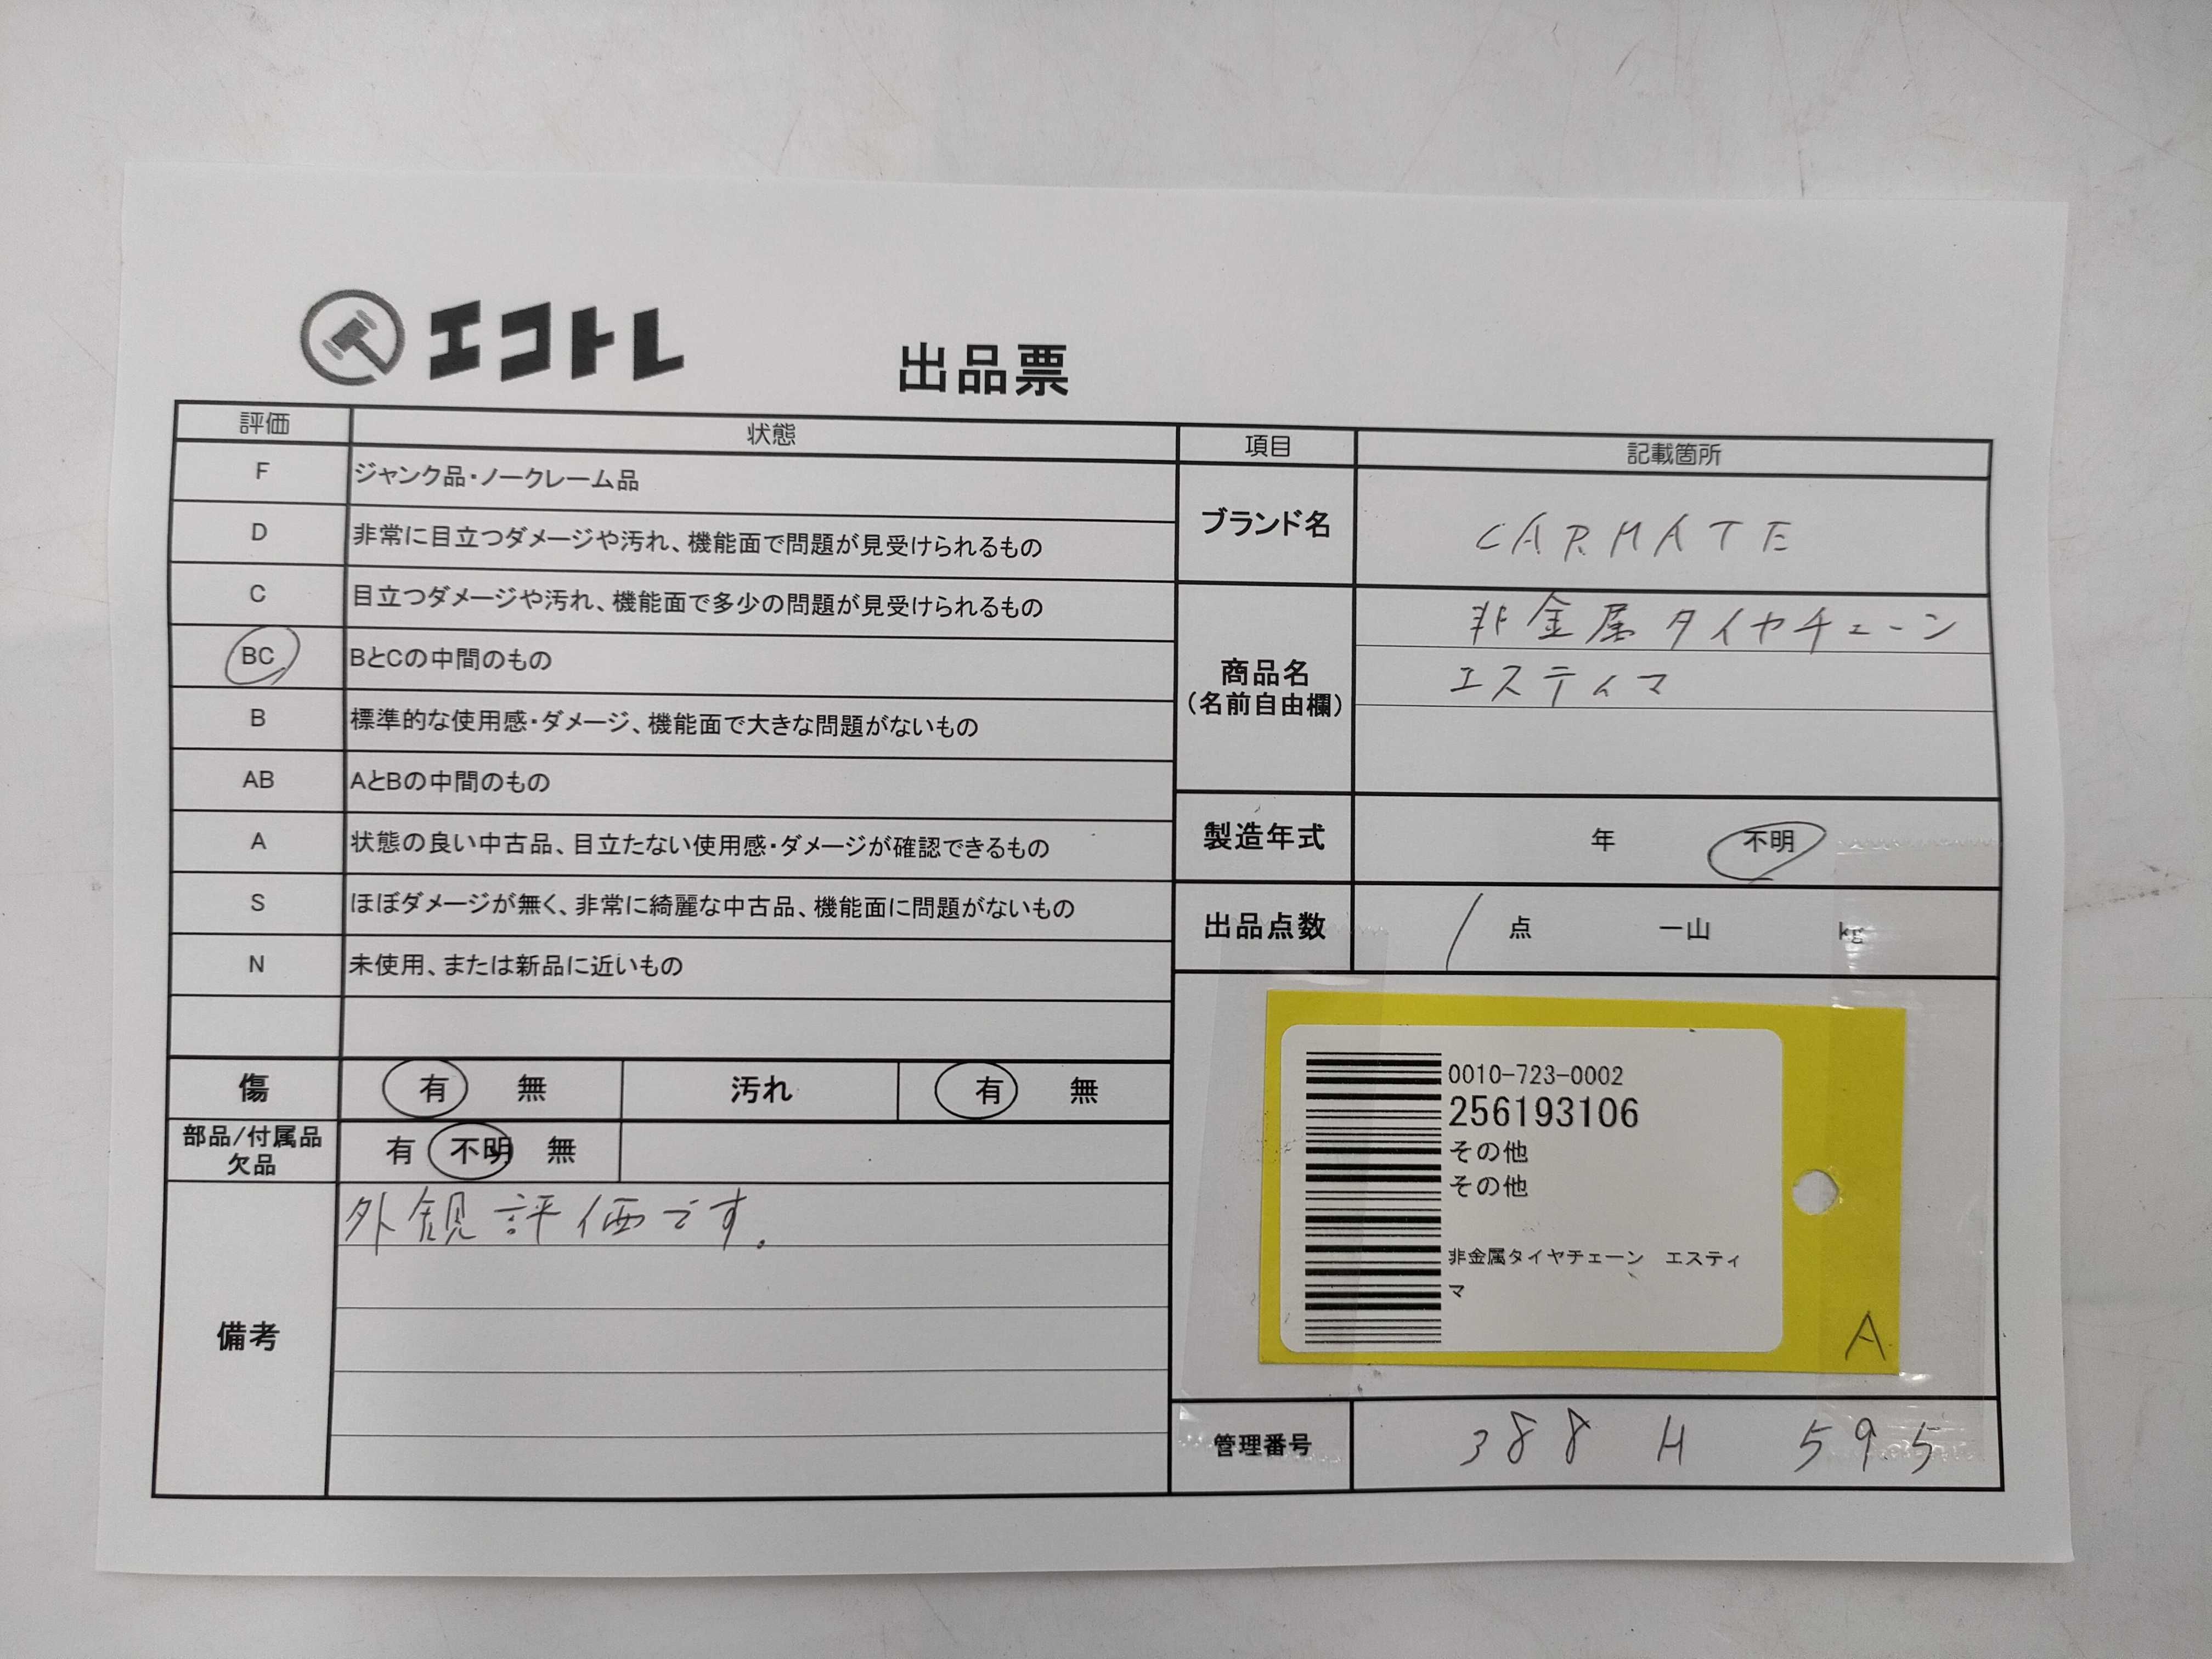 エコトレ
出品票
評価 状態
F ジャンク品・ノークレーム品
D 非常に目立つダメージや汚れ、機能面で問題が見受けられるもの
C 目立つダメージや汚れ、機能面で多少の問題が見受けられるもの
BC BとCの中間のもの
B 標準的な使用感・ダメージ、機能面で大きな問題がないもの
AB AとBの中間のもの
A 状態の良い中古品、目立たない使用感・ダメージが確認できるもの
S ほぼダメージが無く、非常に綺麗な中古品、機能面に問題がないもの
N 未使用、または新品に近いもの
傷 有 無 汚れ 有 無
部品/付属品
欠品
有 不明 無
備考
外観評価です.
項目 記載箇所
ブランド名 CARMATE
商品名
(名前自由欄)
非金属タイヤチェーン
エスティマ
製造年式 年 不明
出品点数 1 点 一山 kg
0010-723-0002
256193106
その他
その他
非金属タイヤチェーン エスティ
マ
A
管理番号 388 H 595